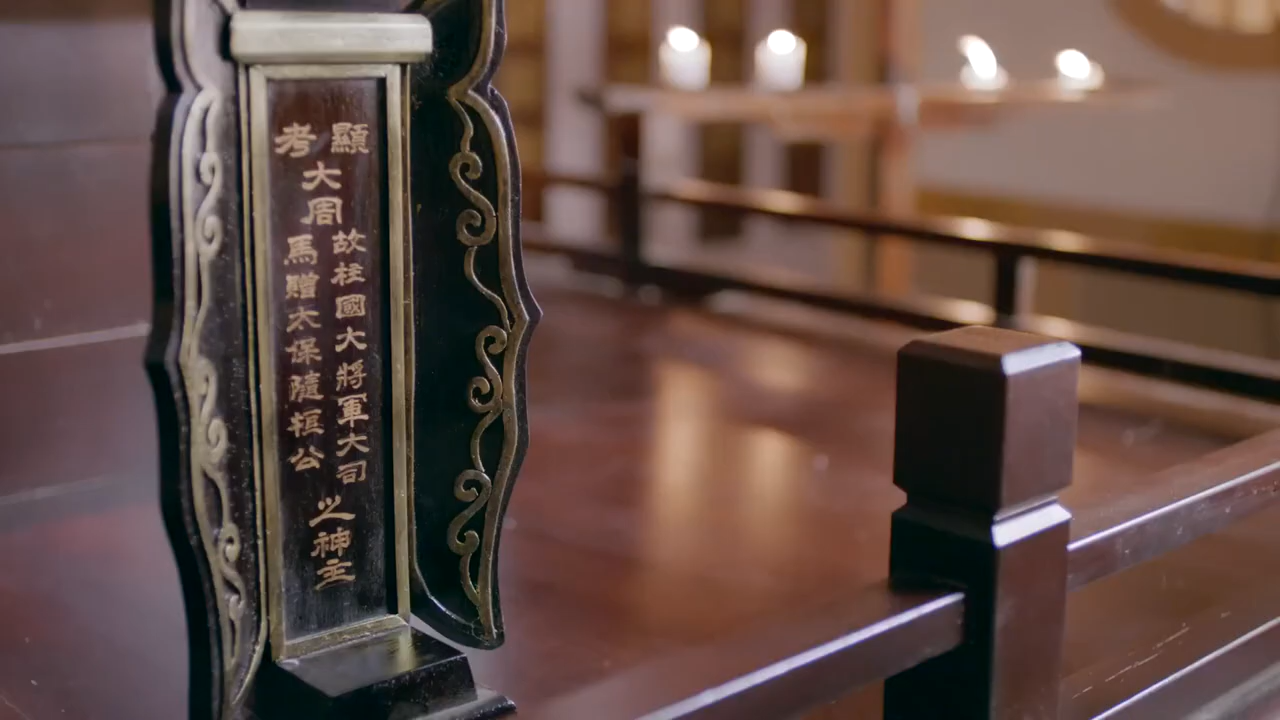 顯考
大周
故柱國大將軍大司
馬贈太保隨桓公
之神主